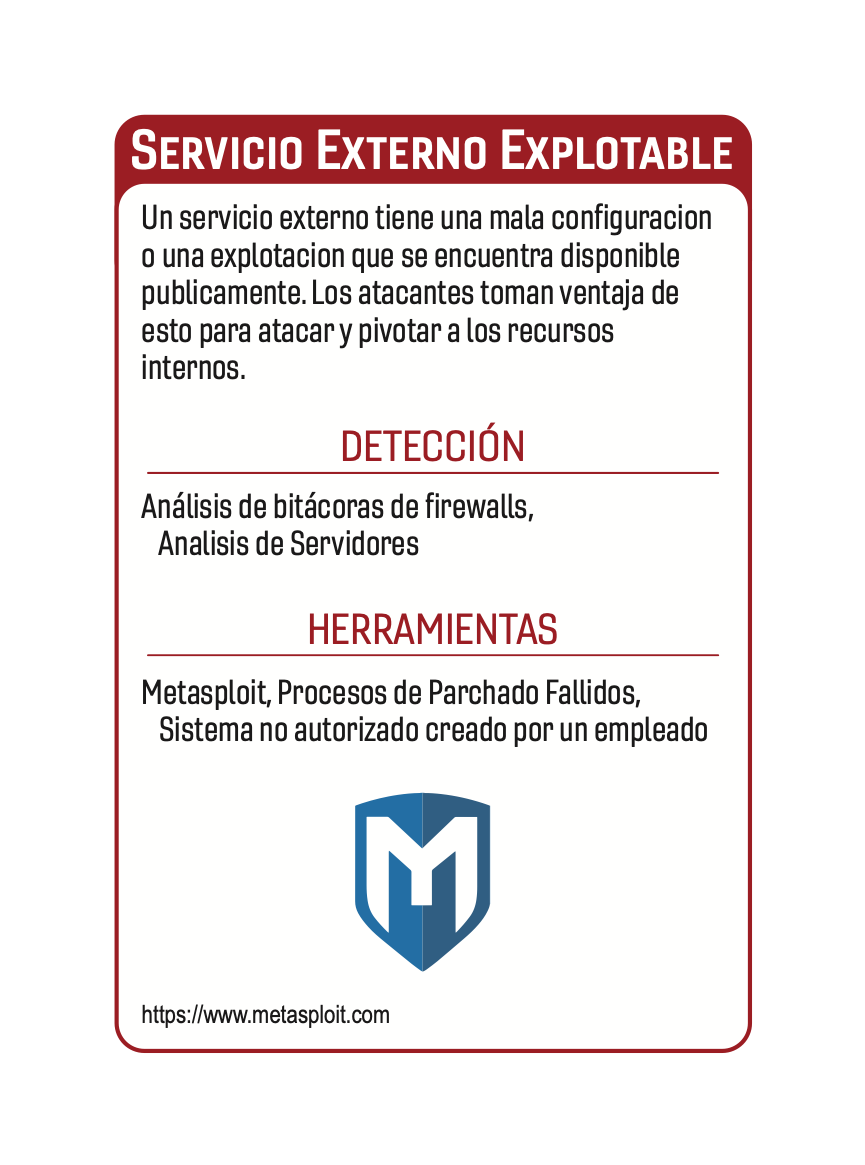 SERVICIO EXTERNO EXPLOTABLE
Un servicio externo tiene una mala configuracion
o una explotacion que se encuentra disponible
publicamente. Los atacantes toman ventaja de
esto para atacar y pivotar a los recursos
internos.
DETECCIÓN
Análisis de bitácoras de firewalls,
Analisis de Servidores
HERRAMIENTAS
Metasploit, Procesos de Parchado Fallidos,
Sistema no autorizado creado por un empleado
M
https://www.metasploit.com